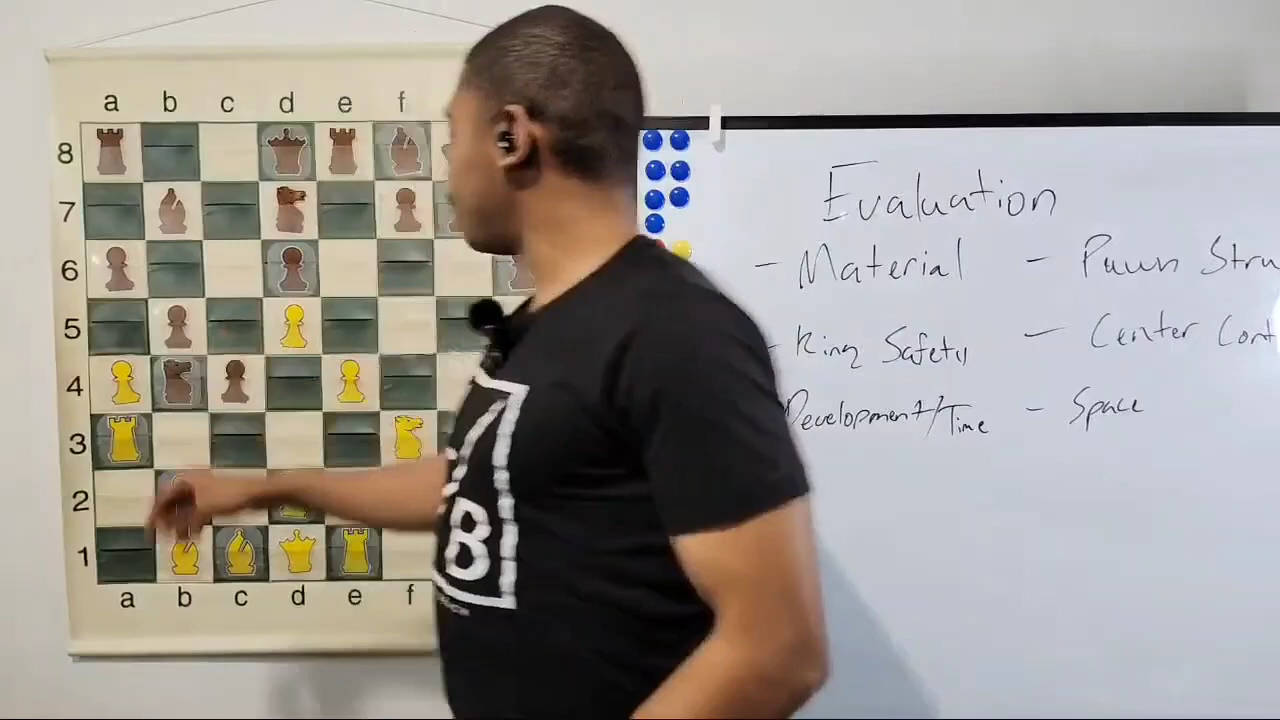 a b c d e f
8
7
6
5
4
3
2
1
a b c d e f
B
Evaluation
- Material - Pawn Stru
- King Safety - Center Cont
Development/Time - Space